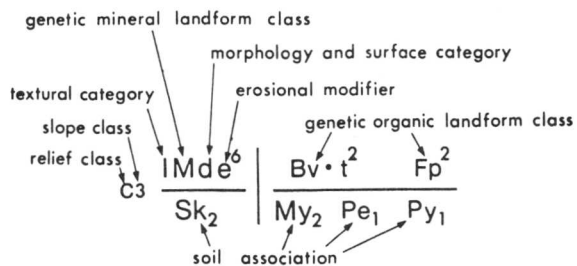 genetic mineral landform class
morphology and surface category
textural category
erosional modifier
slope class
genetic organic landform class
relief class
C3 lMde⁶ | Bv·t² Fp²
Sk₂ My₂ Pe₁ Py₁
soil association